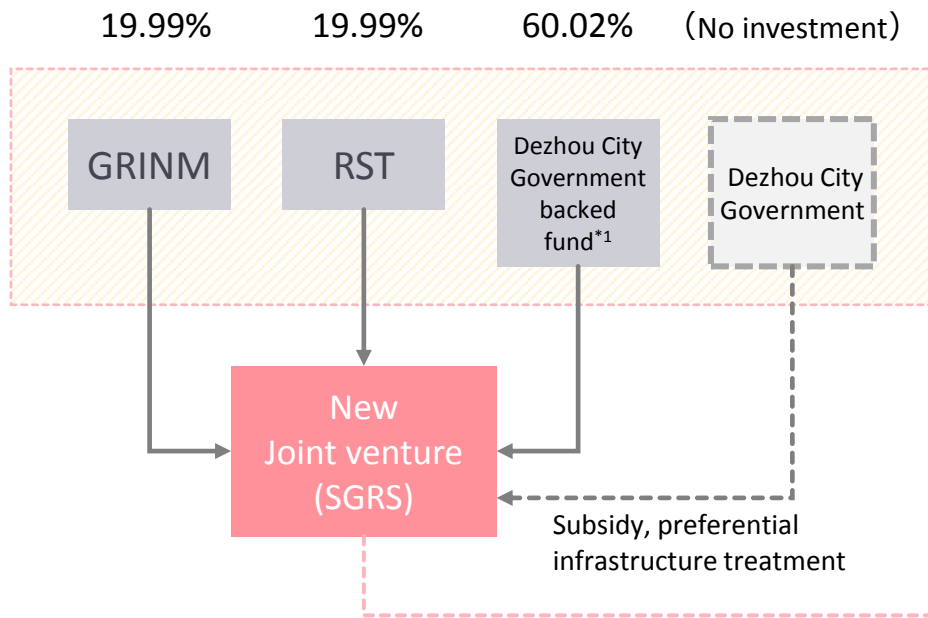 19.99%
19.99%
60.02%
（No investment）
GRINM
RST
Dezhou City
Government
backed
fund*1
Dezhou City
Government
New
Joint venture
(SGRS)
Subsidy, preferential
infrastructure treatment